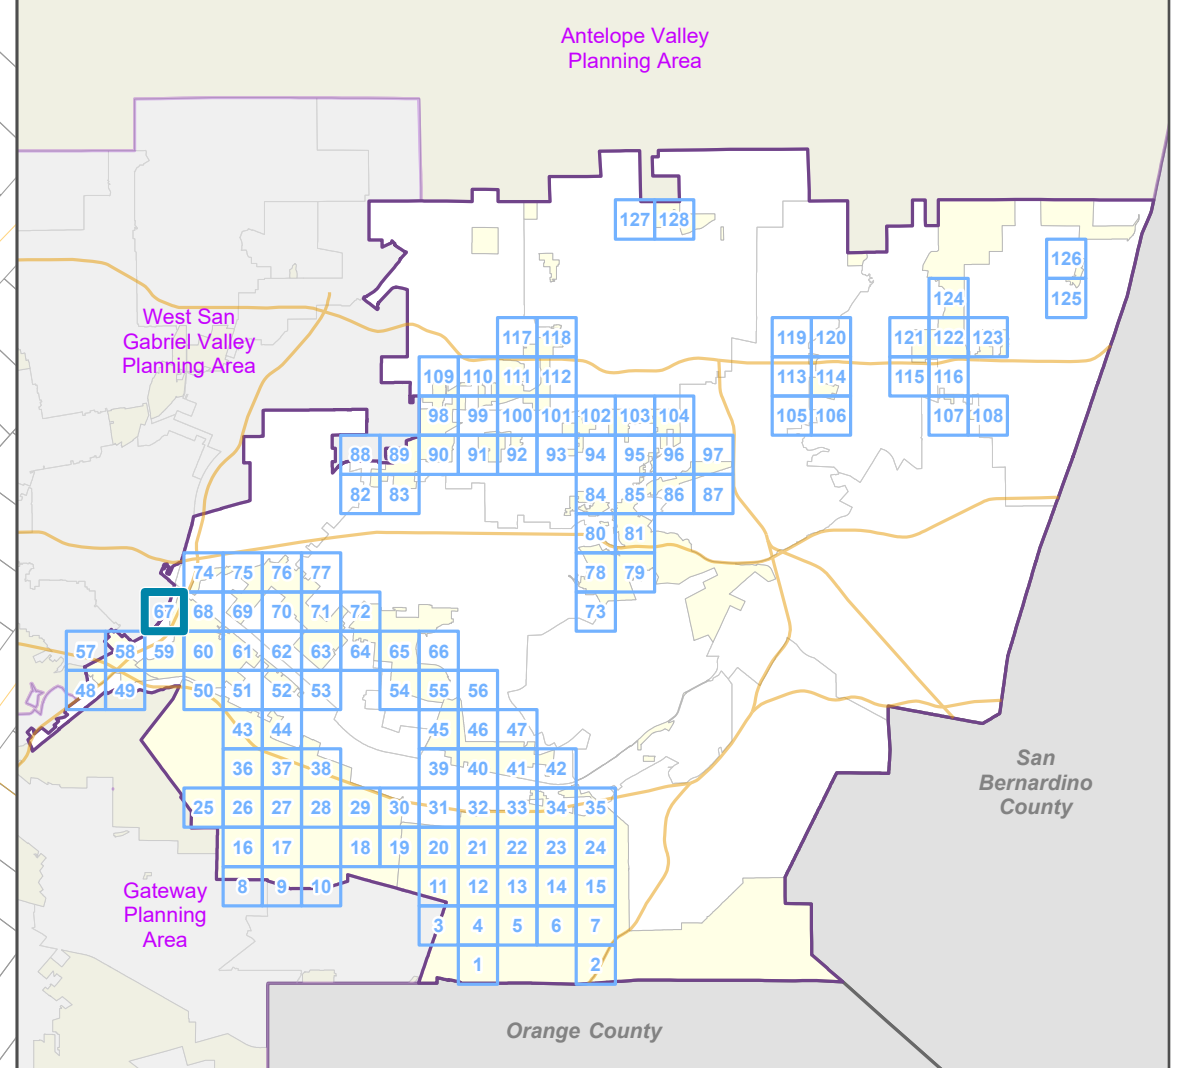 Antelope Valley
Planning Area
127 128
126
125
124
West San
Gabriel Valley
Planning Area
117 118 119 120 121 122 123
109 110 111 112 113 114 115 116
98 99 100 101 102 103 104 105 106 107 108
88 89 90 91 92 93 94 95 96 97
82 83 84 85 86 87
80 81
74 75 76 77 78 79
67 68 69 70 71 72 73
57 58 59 60 61 62 63 64 65 66
48 49 50 51 52 53 54 55 56
43 44 45 46 47
36 37 38 39 40 41 42
San
Bernardino
County
25 26 27 28 29 30 31 32 33 34 35
16 17 18 19 20 21 22 23 24
8 9 10 11 12 13 14 15
Gateway
Planning
Area
3 4 5 6 7
1 2
Orange County